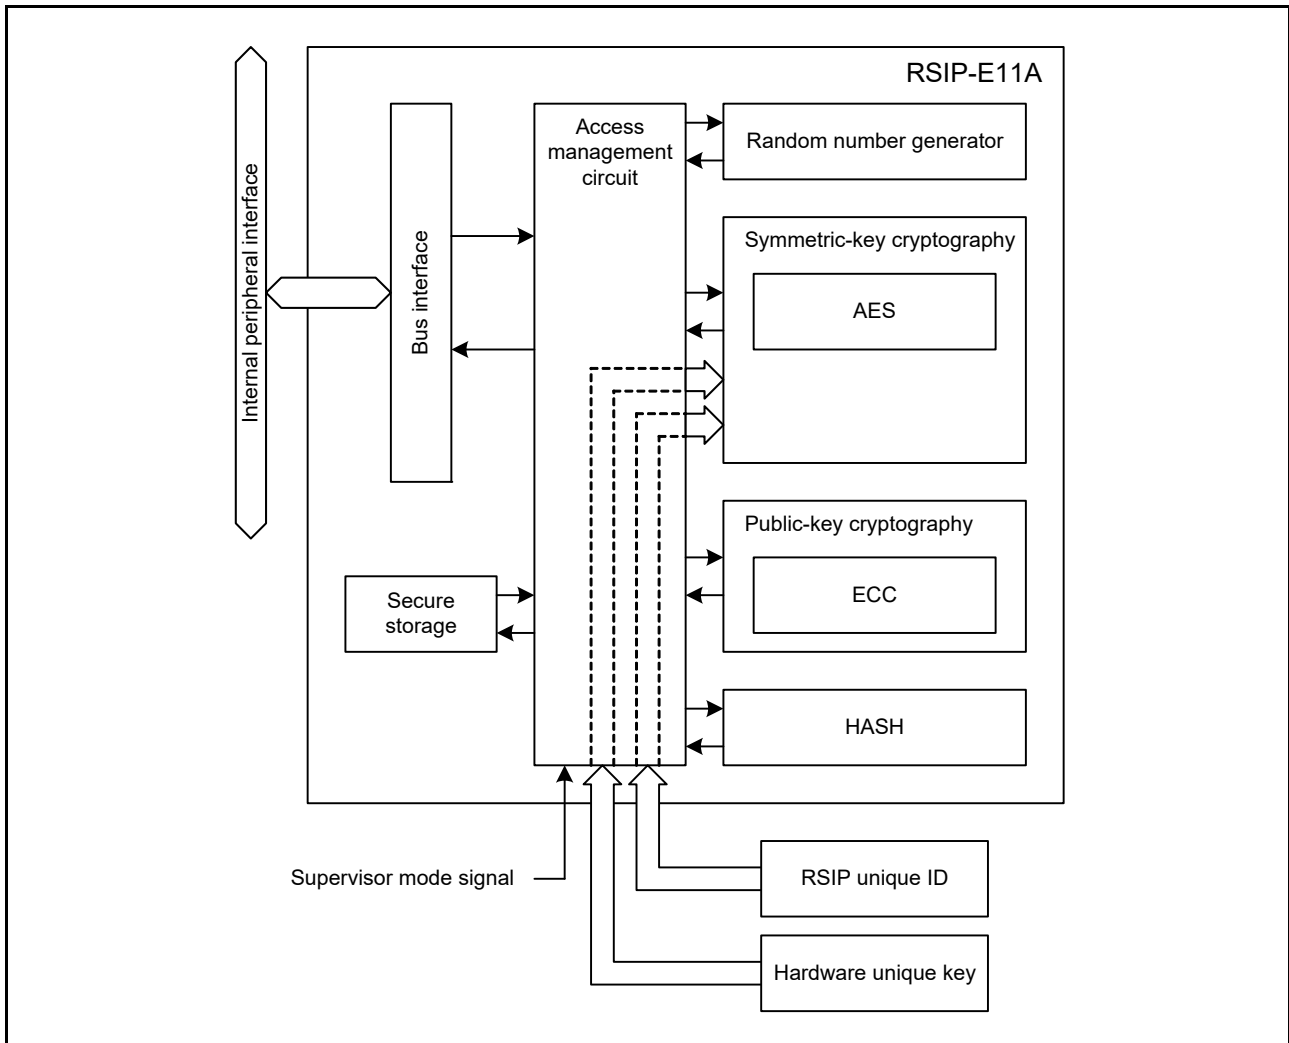 RSIP-E11A
Internal peripheral interface
Bus interface
Access
management
circuit
Random number generator
Symmetric-key cryptography
AES
Public-key cryptography
ECC
Secure
storage
HASH
Supervisor mode signal
RSIP unique ID
Hardware unique key